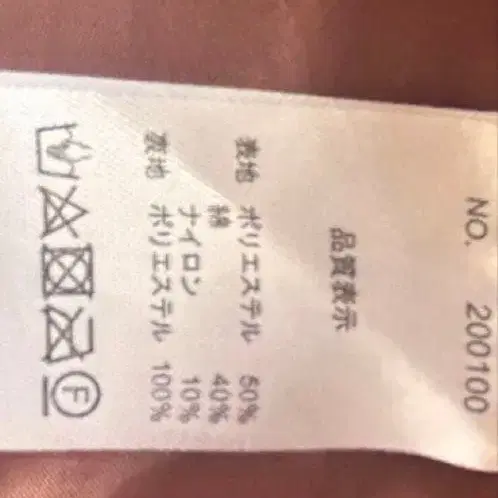 NO. 200100
品質表示
表地 ポリエステル 50%
綿 40%
ナイロン 10%
裏地 ポリエステル 100%
F